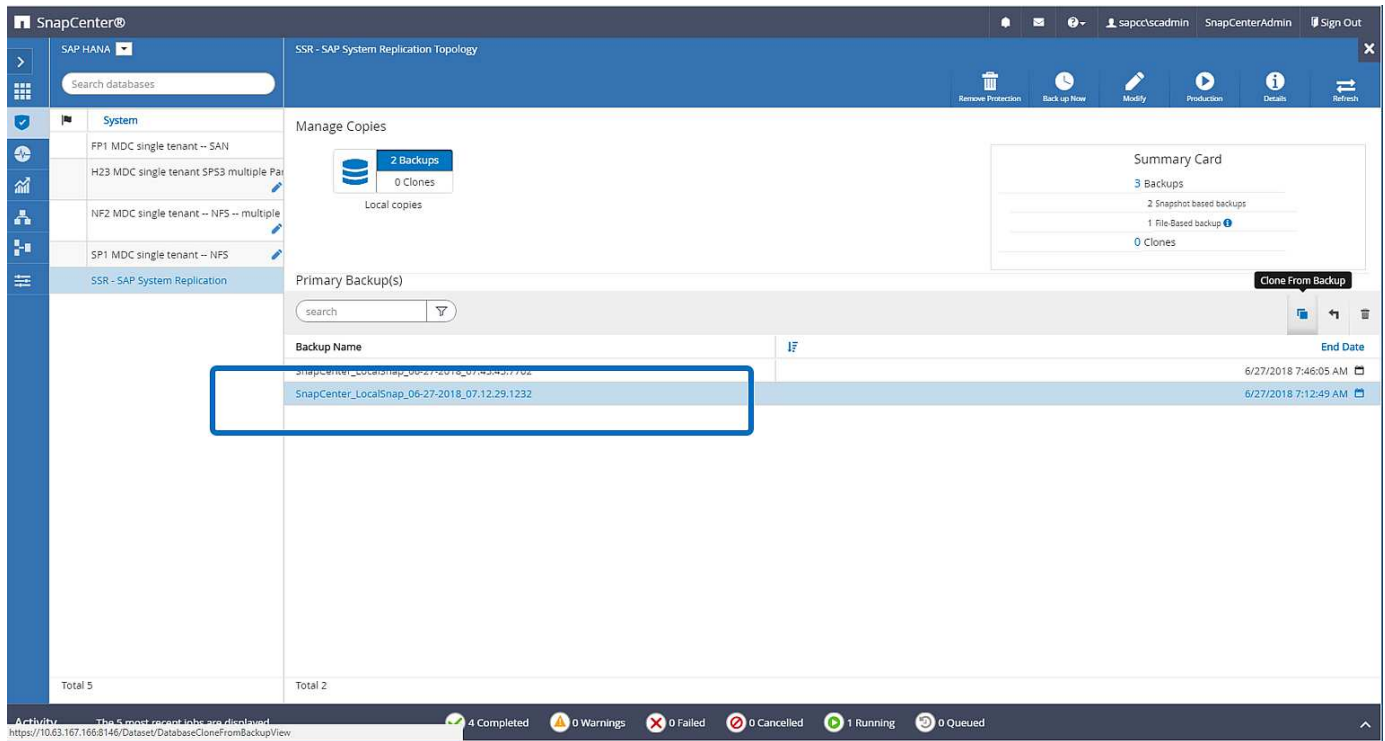 SnapCenter®
sapcc\scadmin SnapCenterAdmin Sign Out
SAP HANA
SSR - SAP System Replication Topology
Search databases
Remove Protection
Back up Now
Modify
Production
Details
Refresh
System
FP1 MDC single tenant -- SAN
H23 MDC single tenant SPS3 multiple Par
NF2 MDC single tenant -- NFS -- multiple
SP1 MDC single tenant -- NFS
SSR - SAP System Replication
Total 5
Manage Copies
2 Backups
0 Clones
Local copies
Summary Card
3 Backups
2 Snapshot based backups
1 File-Based backup
0 Clones
Primary Backup(s)
Clone From Backup
search
Backup Name End Date
6/27/2018 7:46:05 AM
SnapCenter_LocalSnap_06-27-2018_07.12.29.1232 6/27/2018 7:12:49 AM
Total 2
Activity The 5 most recent jobs are displayed 4 Completed 0 Warnings 0 Failed 0 Cancelled 1 Running 0 Queued
https://10.63.167.166:8146/Dataset/DatabaseCloneFromBackupView